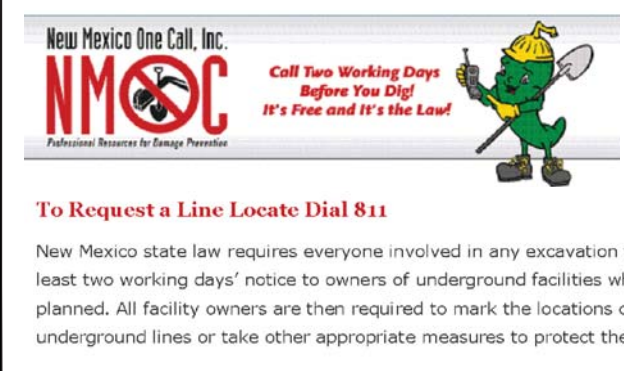 New Mexico One Call, Inc.
NMOC
Professional Resources for Damage Prevention
Call Two Working Days
Before You Dig!
It's Free and It's the Law!
To Request a Line Locate Dial 811
New Mexico state law requires everyone involved in any excavation
least two working days' notice to owners of underground facilities
planned. All facility owners are then required to mark the locations
underground lines or take other appropriate measures to protect